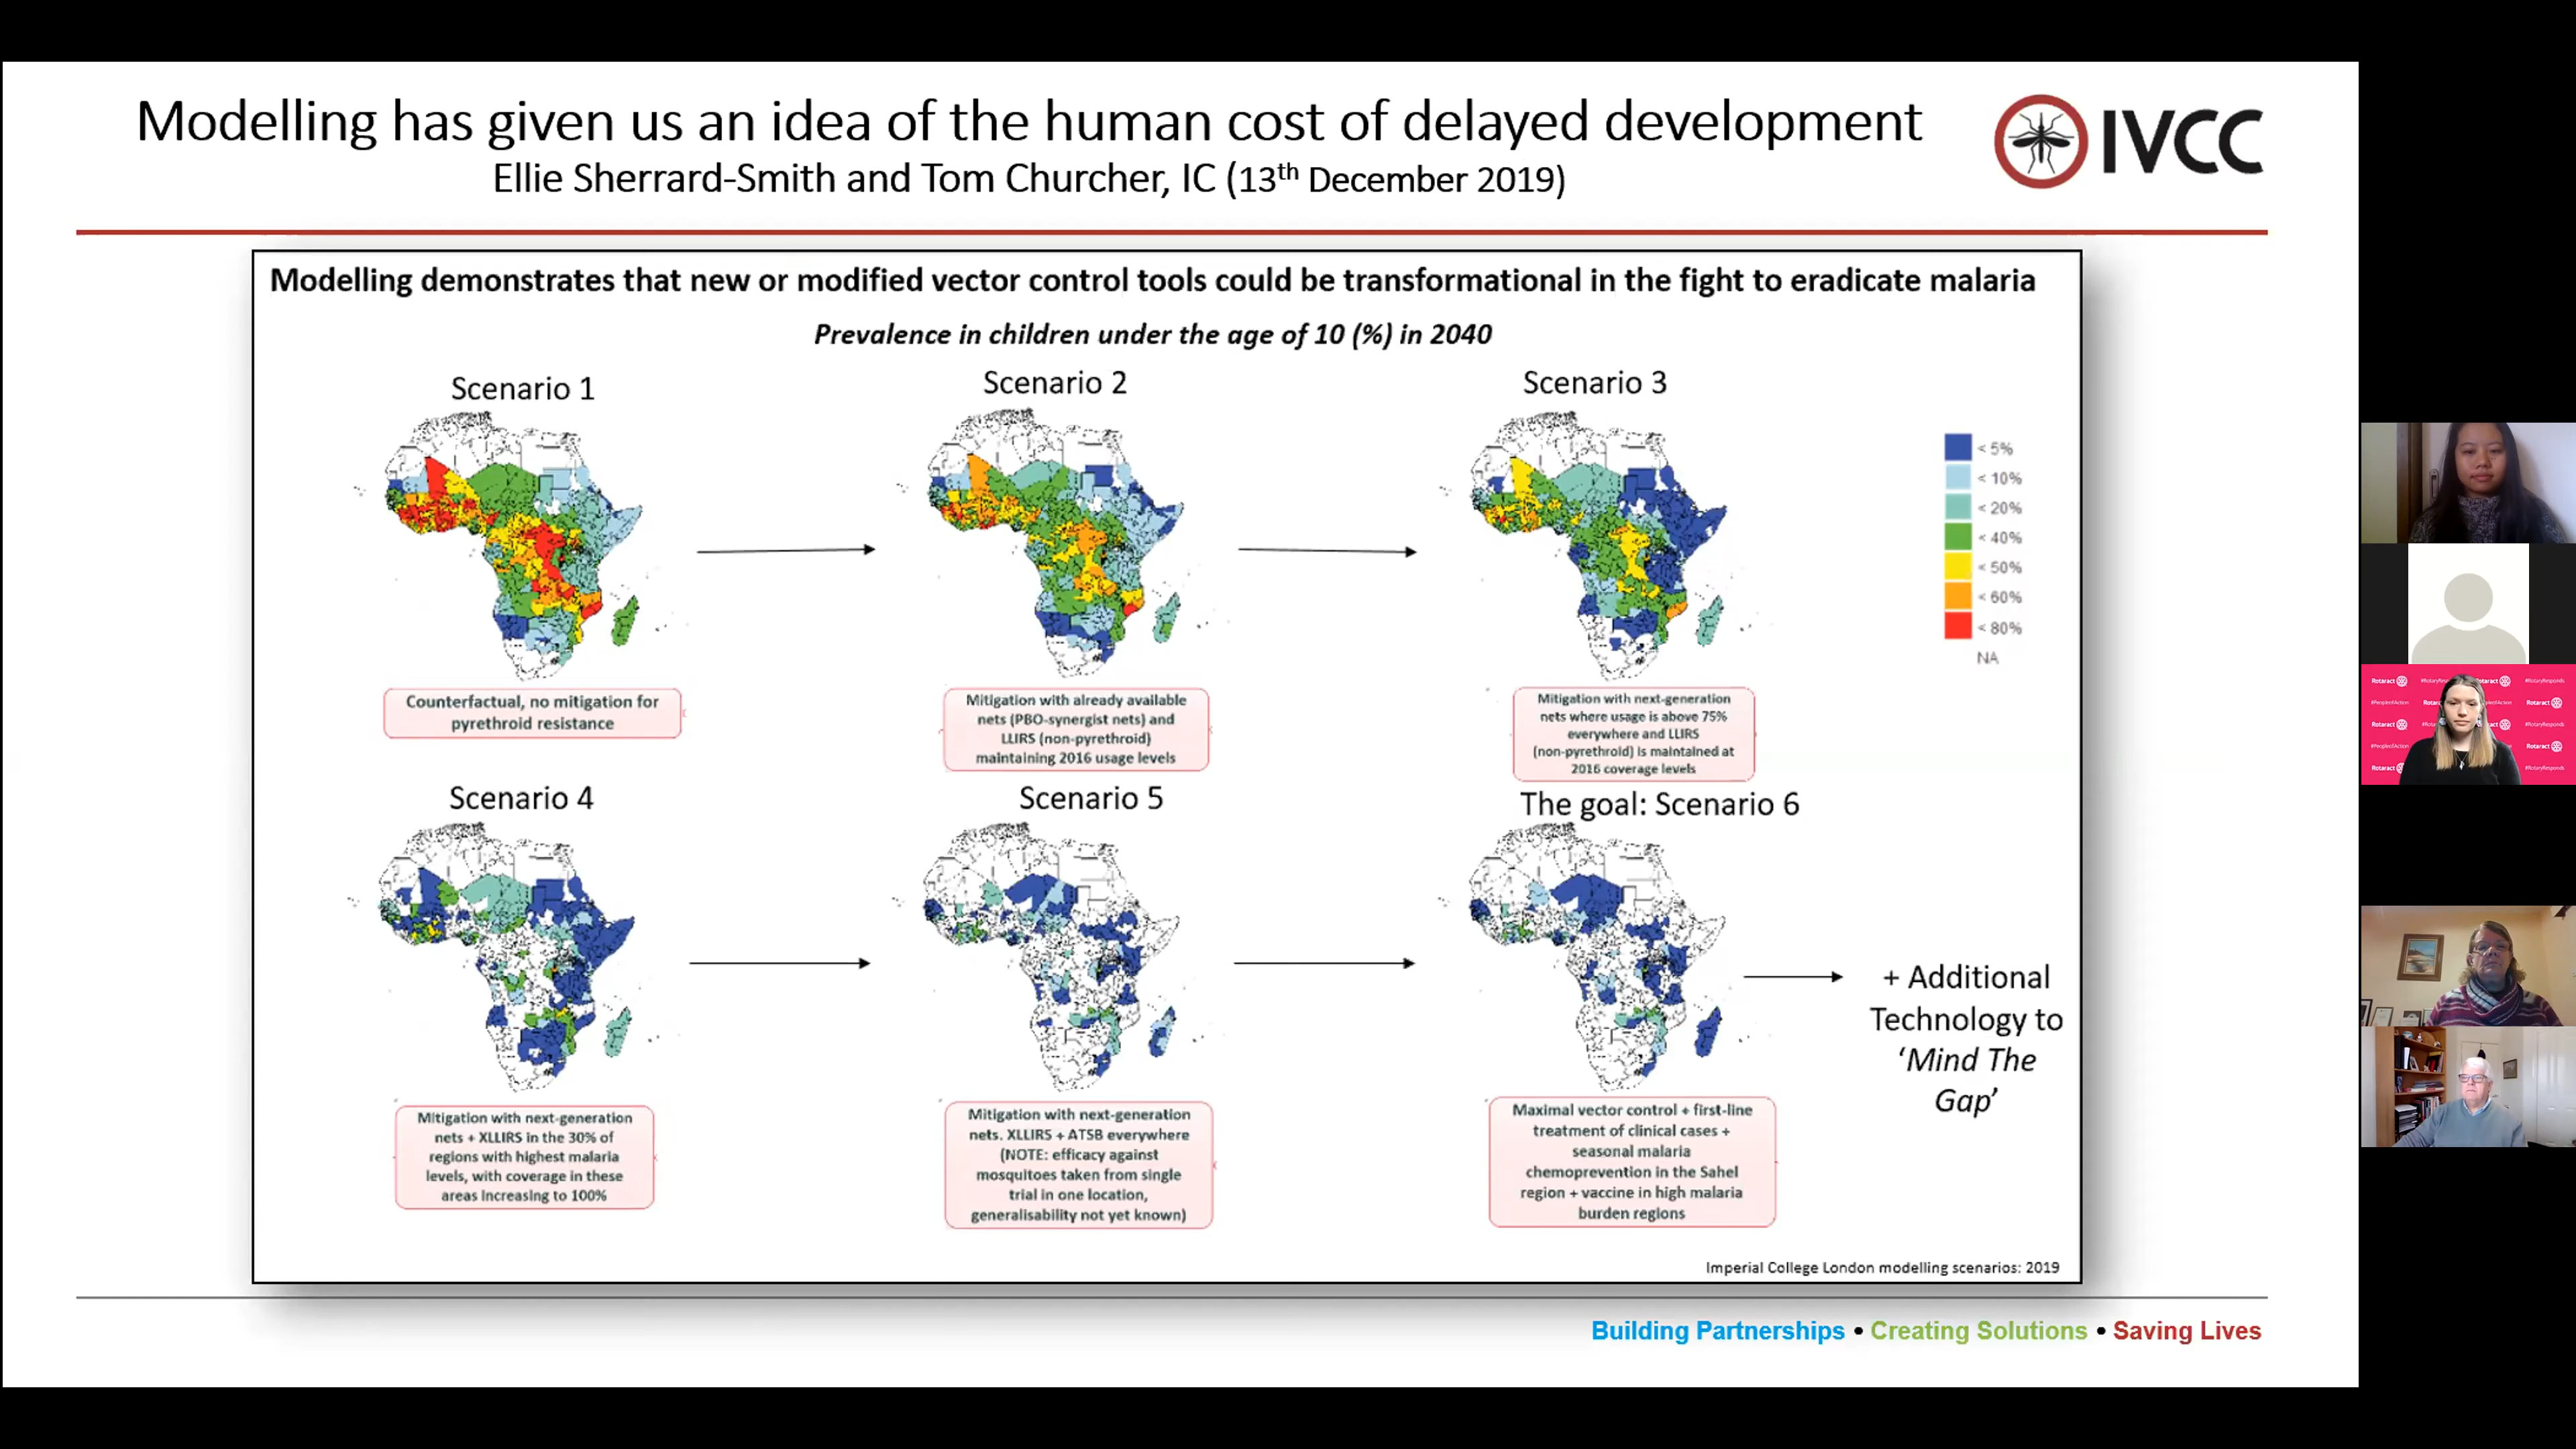 Modelling has given us an idea of the human cost of delayed development
Ellie Sherrard-Smith and Tom Churcher, IC (13th December 2019)
IVCC
Modelling demonstrates that new or modified vector control tools could be transformational in the fight to eradicate malaria
Prevalence in children under the age of 10 (%) in 2040
Scenario 1
Scenario 2
Scenario 3
< 5%
< 10%
< 20%
< 40%
< 50%
< 60%
< 80%
NA
Counterfactual, no mitigation for
pyrethroid resistance
Mitigation with already available
nets (PBO-synergist nets) and
LLIRS (non-pyrethroid)
maintaining 2016 usage levels
Mitigation with next-generation
nets where usage is above 75%
everywhere and LLIRS
(non-pyrethroid) is maintained at
2016 coverage levels
Scenario 4
Scenario 5
The goal: Scenario 6
+ Additional
Technology to
‘Mind The
Gap’
Mitigation with next-generation
nets + XLLIRS in the 30% of
regions with highest malaria
levels, with coverage in these
areas increasing to 100%
Mitigation with next-generation
nets. XLLIRS + ATSB everywhere
(NOTE: efficacy against
mosquitoes taken from single
trial in one location,
generalisability not yet known)
Maximal vector control + first-line
treatment of clinical cases +
seasonal malaria
chemoprevention in the Sahel
region + vaccine in high malaria
burden regions
Imperial College London modelling scenarios: 2019
Building Partnerships • Creating Solutions • Saving Lives
Rotaract
Rotaract
Rotaract
Rotaract
Rotaract